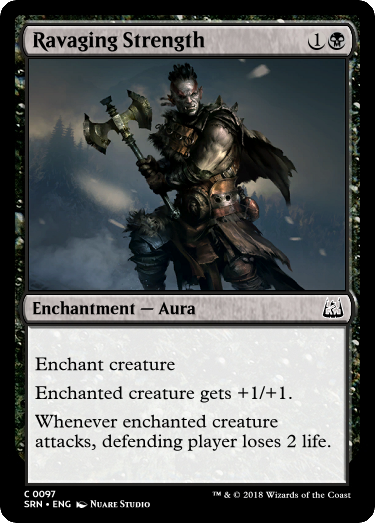 Ravaging Strength 1
Enchantment — Aura
Enchant creature
Enchanted creature gets +1/+1.
Whenever enchanted creature
attacks, defending player loses 2 life.
C 0097
SRN • ENG Nuare Studio
™ & © 2018 Wizards of the Coast